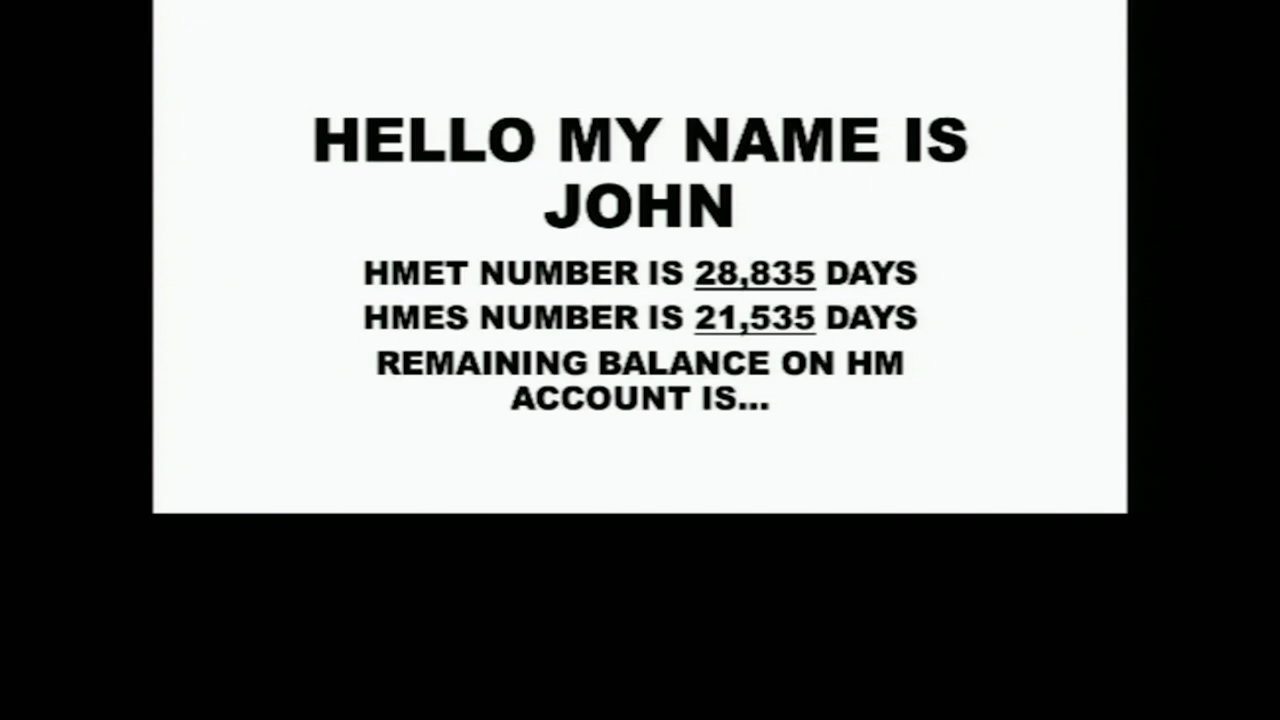 HELLO MY NAME IS
JOHN
HMET NUMBER IS 28,835 DAYS
HMES NUMBER IS 21,535 DAYS
REMAINING BALANCE ON HM
ACCOUNT IS...